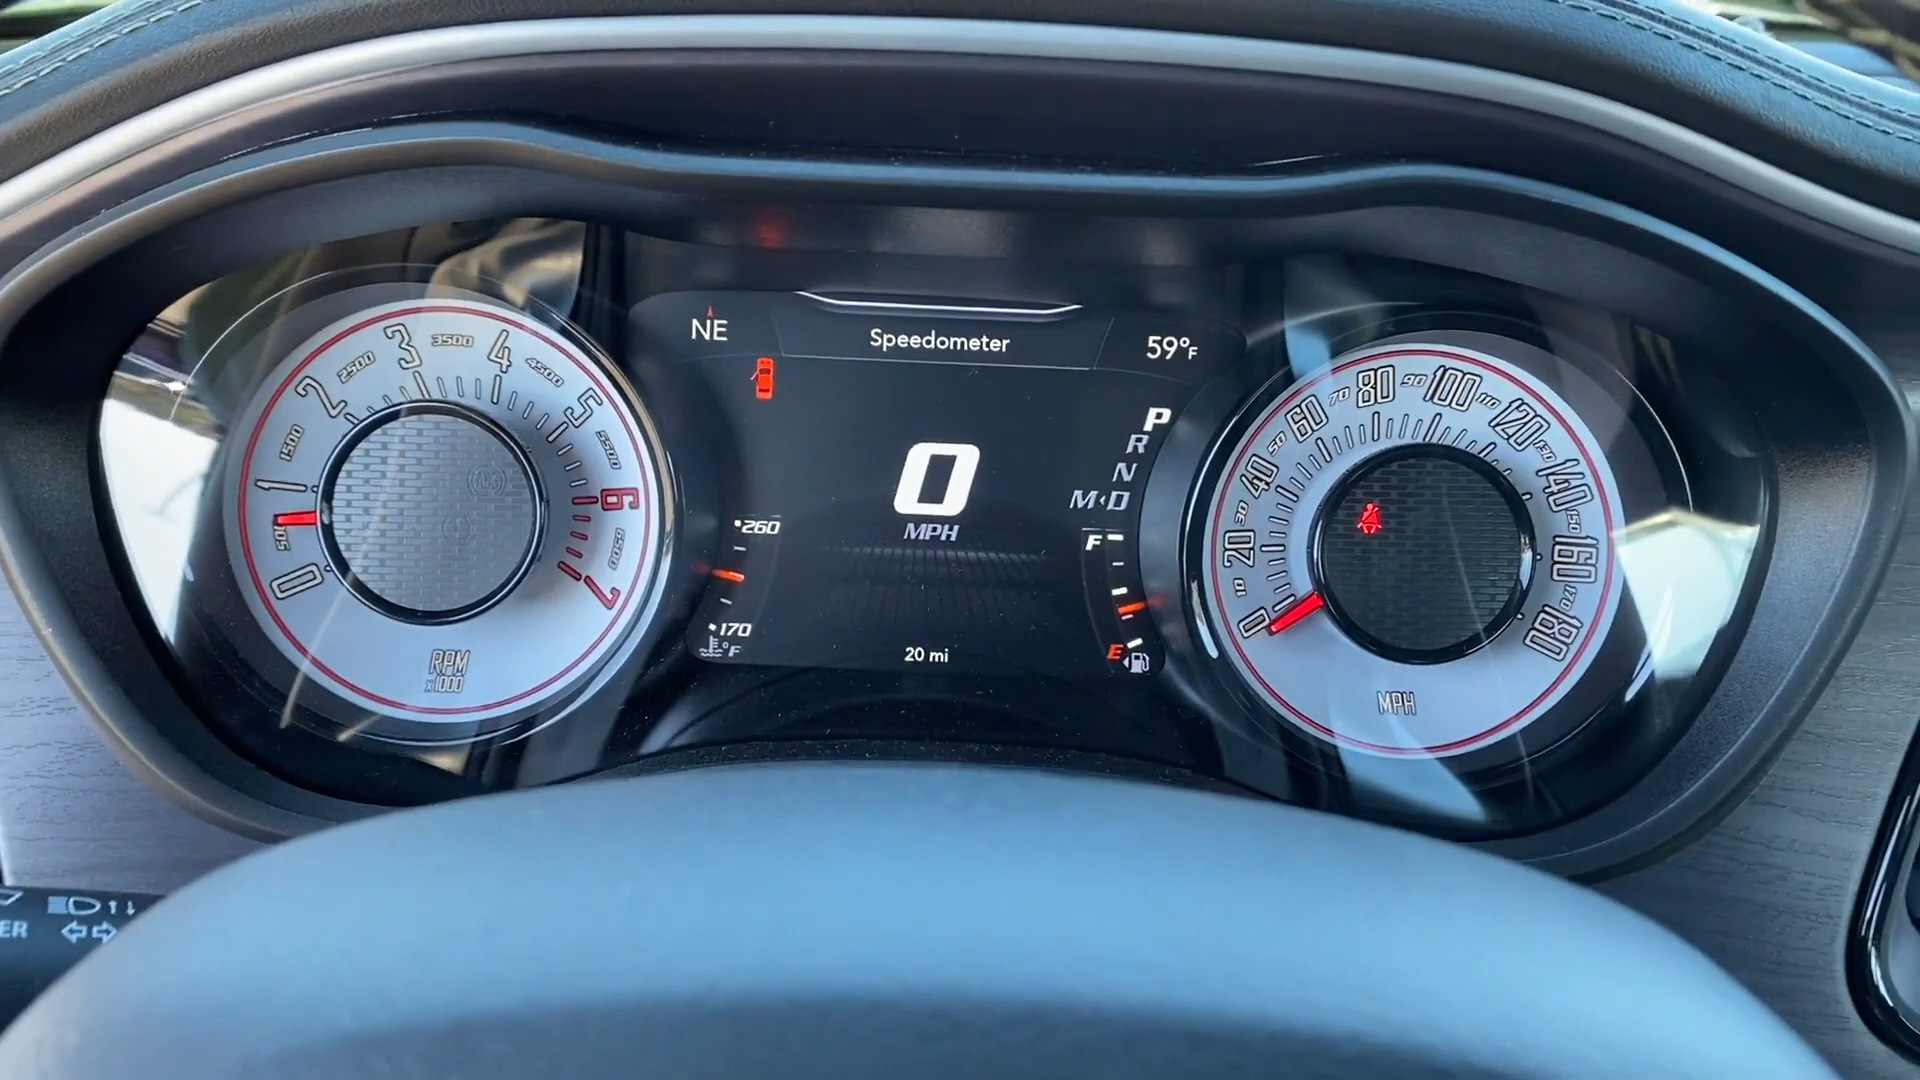 NE
Speedometer
59°F
0
MPH
20 mi
P
R
N
M‹D
260
170
°F
F
E
0
1
1500
2
2500
3
3500
4
4500
5
5500
6
6500
7
RPM
x1000
0
10
20
30
40
50
60
70
80
90
100
110
120
130
140
150
160
170
180
MPH
ER